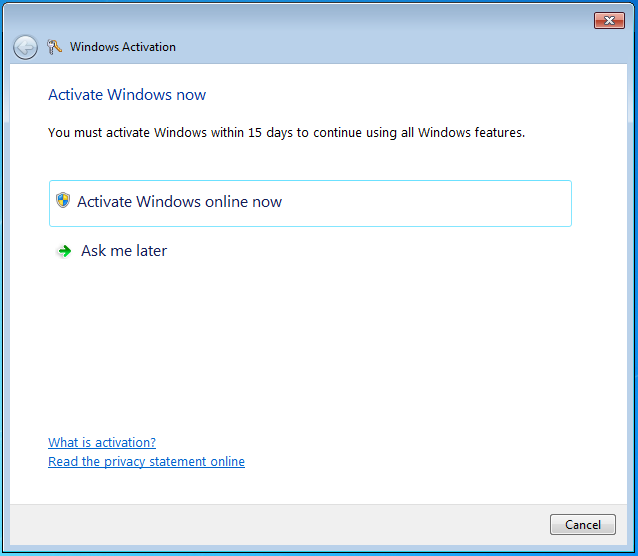 Windows Activation
Activate Windows now
You must activate Windows within 15 days to continue using all Windows features.
Activate Windows online now
Ask me later
What is activation?
Read the privacy statement online
Cancel